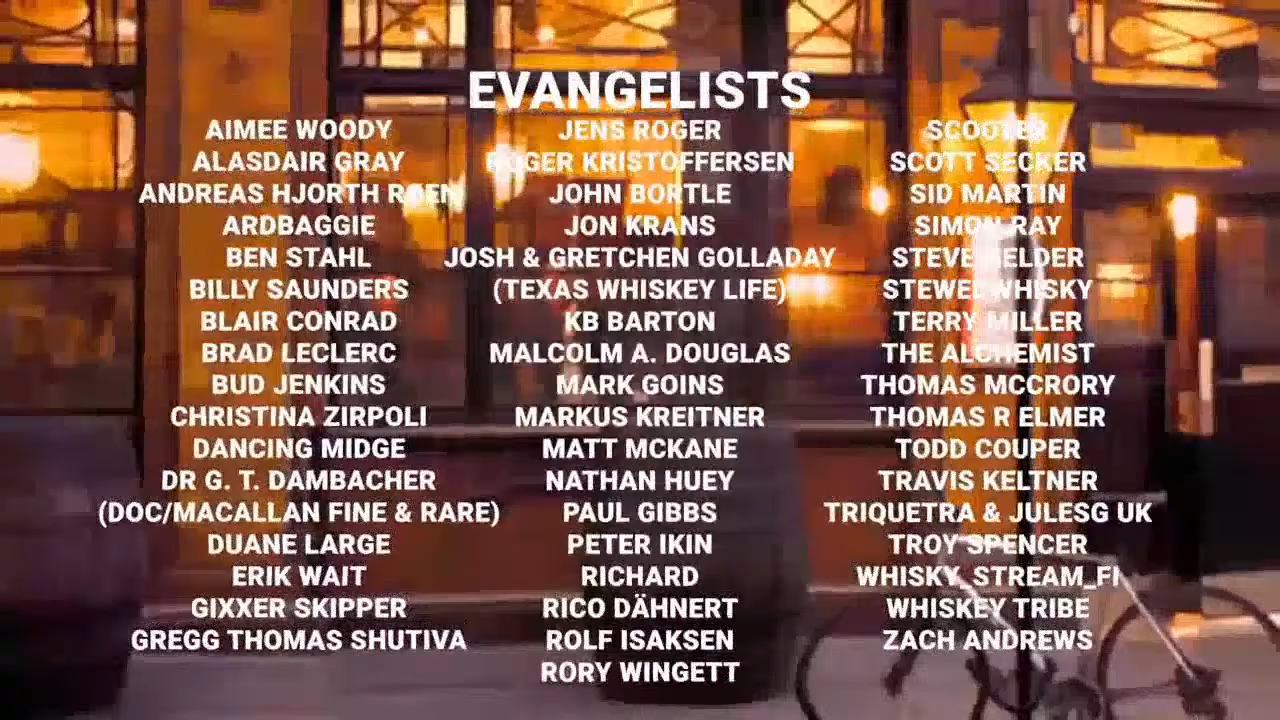 EVANGELISTS
AIMEE WOODY
ALASDAIR GRAY
ANDREAS HJORTH ROEN
ARDBAGGIE
BEN STAHL
BILLY SAUNDERS
BLAIR CONRAD
BRAD LECLERC
BUD JENKINS
CHRISTINA ZIRPOLI
DANCING MIDGE
DR G. T. DAMBACHER
(DOC/MACALLAN FINE & RARE)
DUANE LARGE
ERIK WAIT
GIXXER SKIPPER
GREGG THOMAS SHUTIVA
JENS ROGER
ROGER KRISTOFFERSEN
JOHN BORTLE
JON KRANS
JOSH & GRETCHEN GOLLADAY
(TEXAS WHISKEY LIFE)
KB BARTON
MALCOLM A. DOUGLAS
MARK GOINS
MARKUS KREITNER
MATT MCKANE
NATHAN HUEY
PAUL GIBBS
PETER IKIN
RICHARD
RICO DÄHNERT
ROLF ISAKSEN
RORY WINGETT
SCOOTER
SCOTT SECKER
SID MARTIN
SIMON RAY
STEVE
TERRY MILLER
THE ALCHEMIST
THOMAS MCCRORY
THOMAS R ELMER
TODD COUPER
TRAVIS KELTNER
TRIQUETRA & JULESG UK
TROY SPENCER
WHISKY_STREAM_FI
WHISKEY TRIBE
ZACH ANDREWS